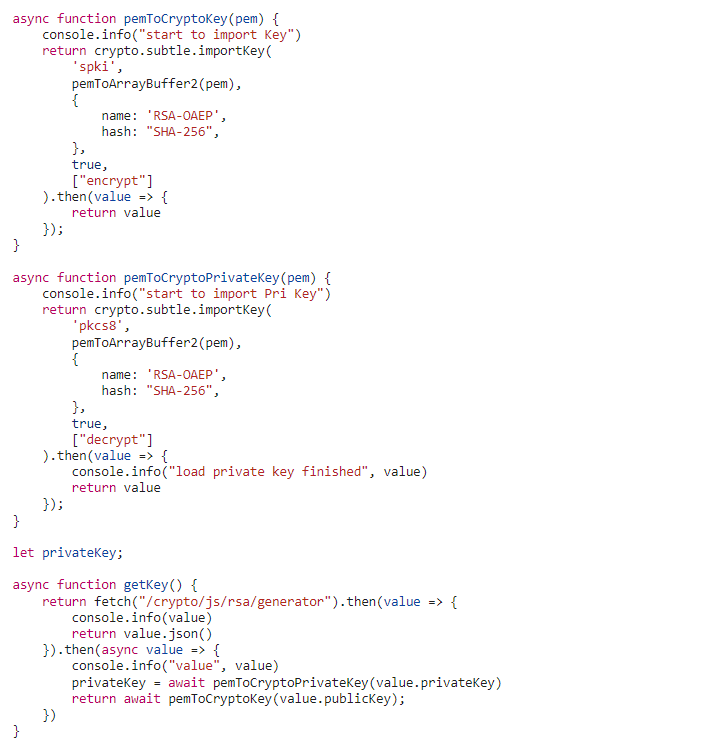 async function pemToCryptoKey(pem) {
    console.info("start to import Key")
    return crypto.subtle.importKey(
        'spki',
        pemToArrayBuffer2(pem),
        {
            name: 'RSA-OAEP',
            hash: "SHA-256",
        },
        true,
        ["encrypt"]
    ).then(value => {
        return value
    });
}

async function pemToCryptoPrivateKey(pem) {
    console.info("start to import Pri Key")
    return crypto.subtle.importKey(
        'pkcs8',
        pemToArrayBuffer2(pem),
        {
            name: 'RSA-OAEP',
            hash: "SHA-256",
        },
        true,
        ["decrypt"]
    ).then(value => {
        console.info("load private key finished", value)
        return value
    });
}

let privateKey;

async function getKey() {
    return fetch("/crypto/js/rsa/generator").then(value => {
        console.info(value)
        return value.json()
    }).then(async value => {
        console.info("value", value)
        privateKey = await pemToCryptoPrivateKey(value.privateKey)
        return await pemToCryptoKey(value.publicKey);
    })
}